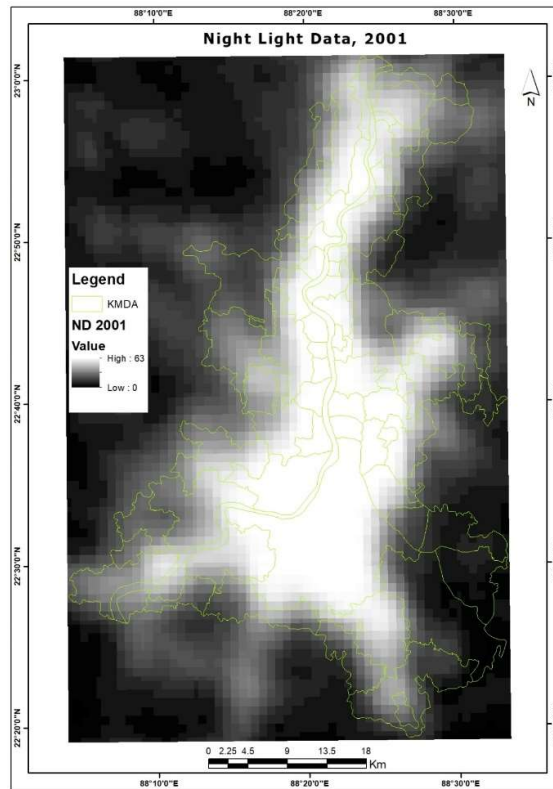 88°10'0"E 88°20'0"E 88°30'0"E
Night Light Data, 2001
23°0'0"N
N
22°50'0"N
Legend
KMDA
ND 2001
Value
High : 63
Low : 0
22°40'0"N
22°30'0"N
22°20'0"N
0 2.25 4.5 9 13.5 18
Km
88°10'0"E 88°20'0"E 88°30'0"E